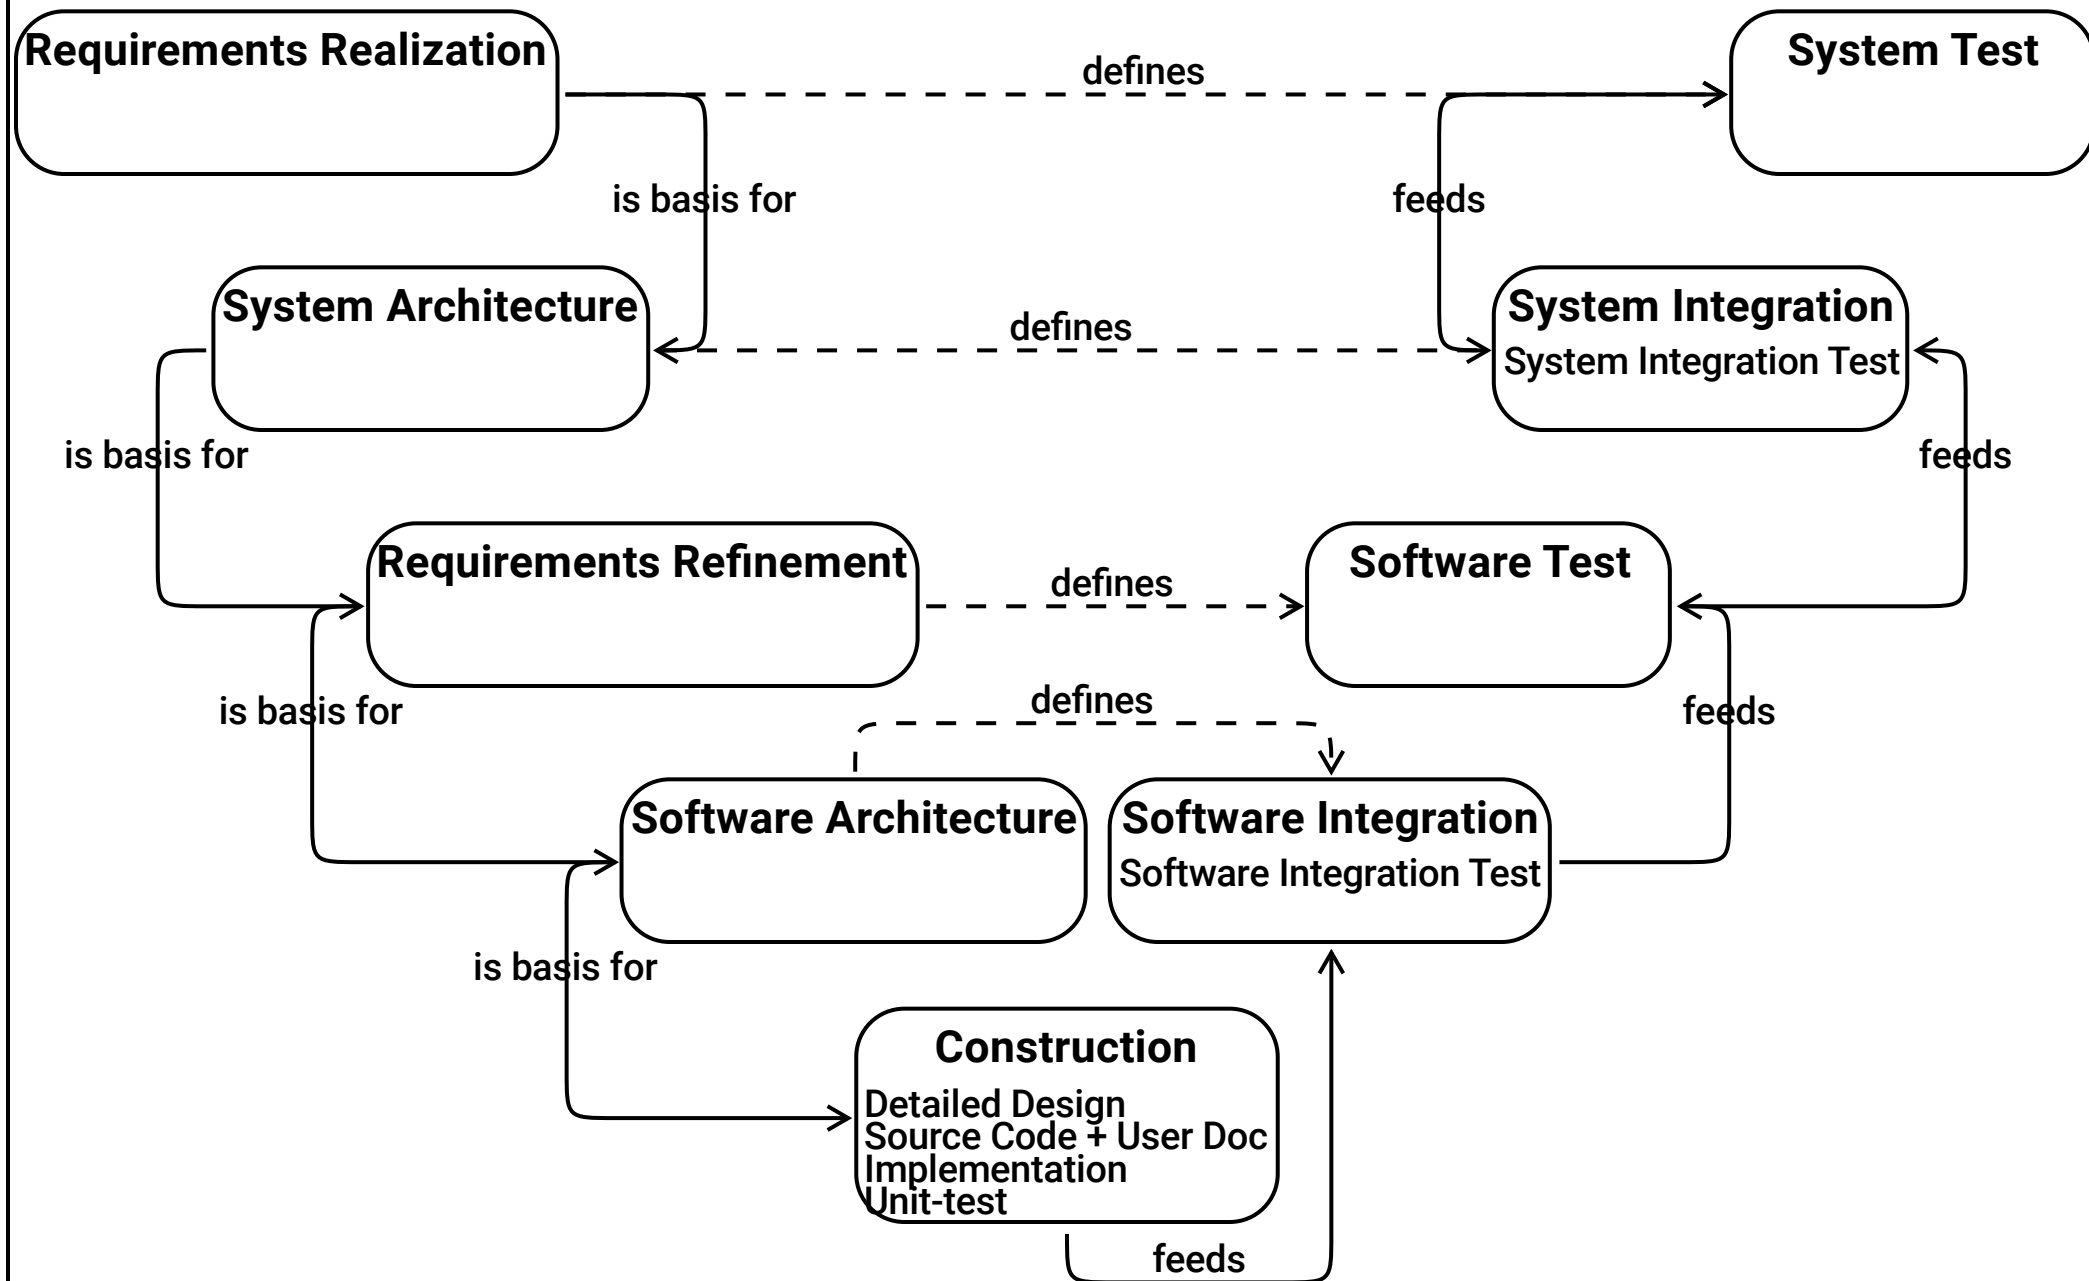 Requirements Realization
System Test
defines
is basis for
feeds
System Architecture
System Integration
System Integration Test
defines
is basis for
feeds
Requirements Refinement
Software Test
defines
is basis for
feeds
defines
Software Architecture
Software Integration
Software Integration Test
is basis for
Construction
Detailed Design
Source Code + User Doc
Implementation
Unit-test
feeds